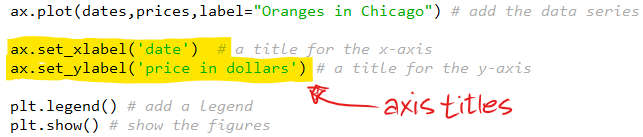 ax.plot(dates,prices,label="Oranges in Chicago") # add the data series
ax.set_xlabel('date') # a title for the x-axis
ax.set_ylabel('price in dollars') # a title for the y-axis
axis titles
plt.legend() # add a legend
plt.show() # show the figures